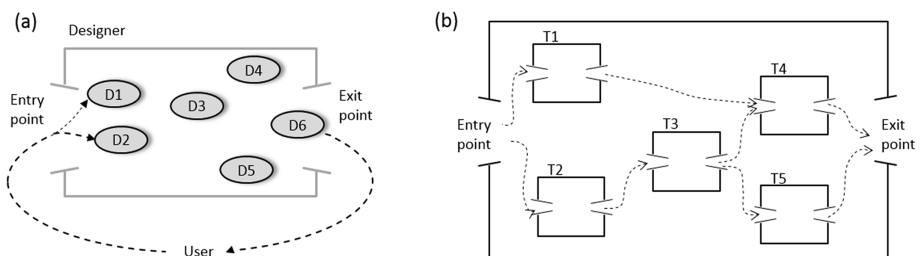 (a)
Designer
D4
D1
D3
Entry
point
Exit
point
D2
D6
D5
User
(b)
T1
T4
Entry
point
T3
Exit
point
T2
T5